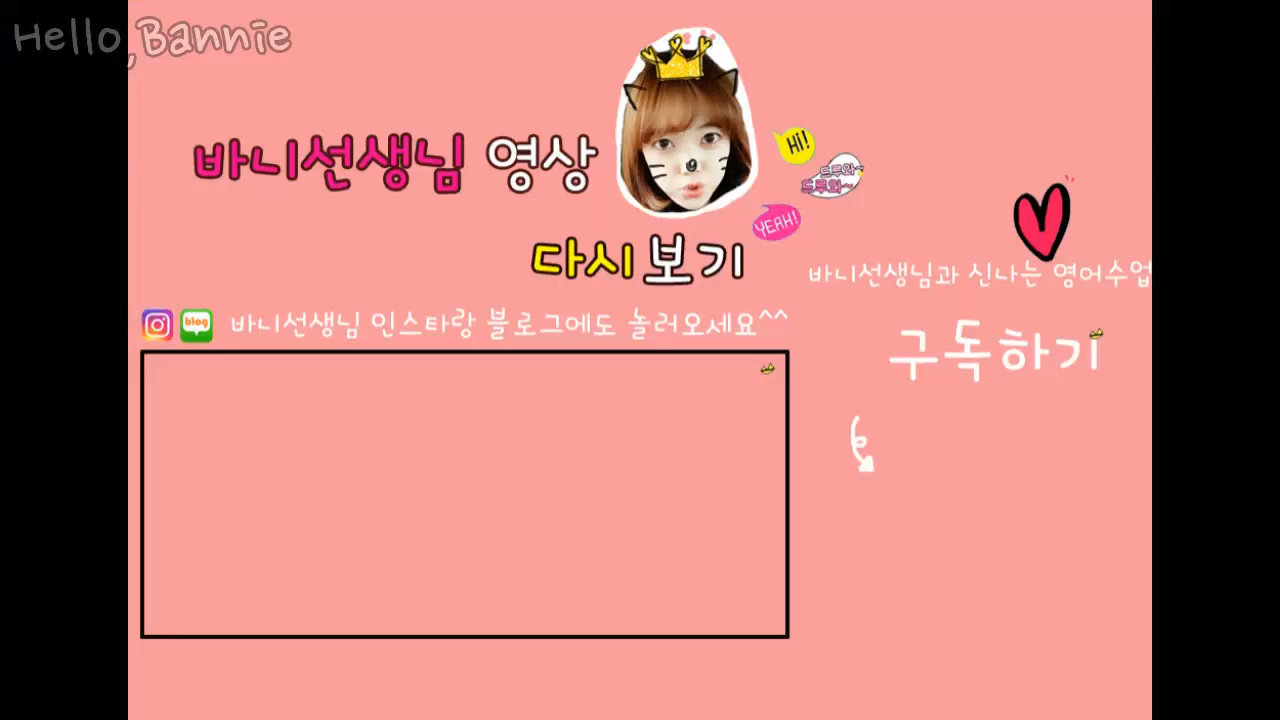 Hello, Bannie
바니선생님 영상
Hi!
드루와~
드루와~
YEAH!
다시보기
바니선생님과 신나는 영어수업
blog
바니선생님 인스타랑 블로그에도 놀러오세요^^
구독하기